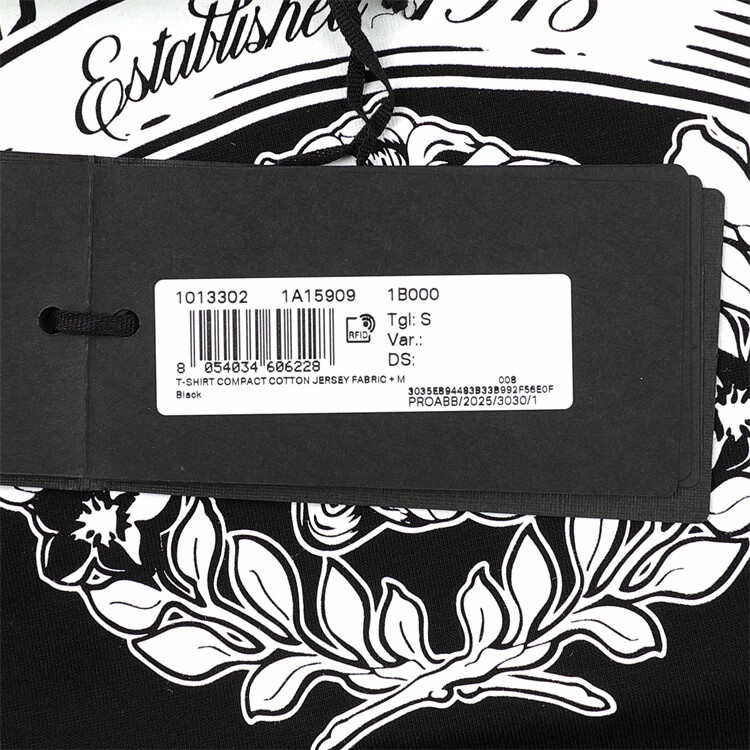 Established 1978
1013302 1A15909 1B000
Tgl: S
RFID
Var.:
DS:
8 054034 606228
T-SHIRT COMPACT COTTON JERSEY FABRIC + M
008
Black
3035EB94493B33B992F56E0F
PROABB/2025/3030/1